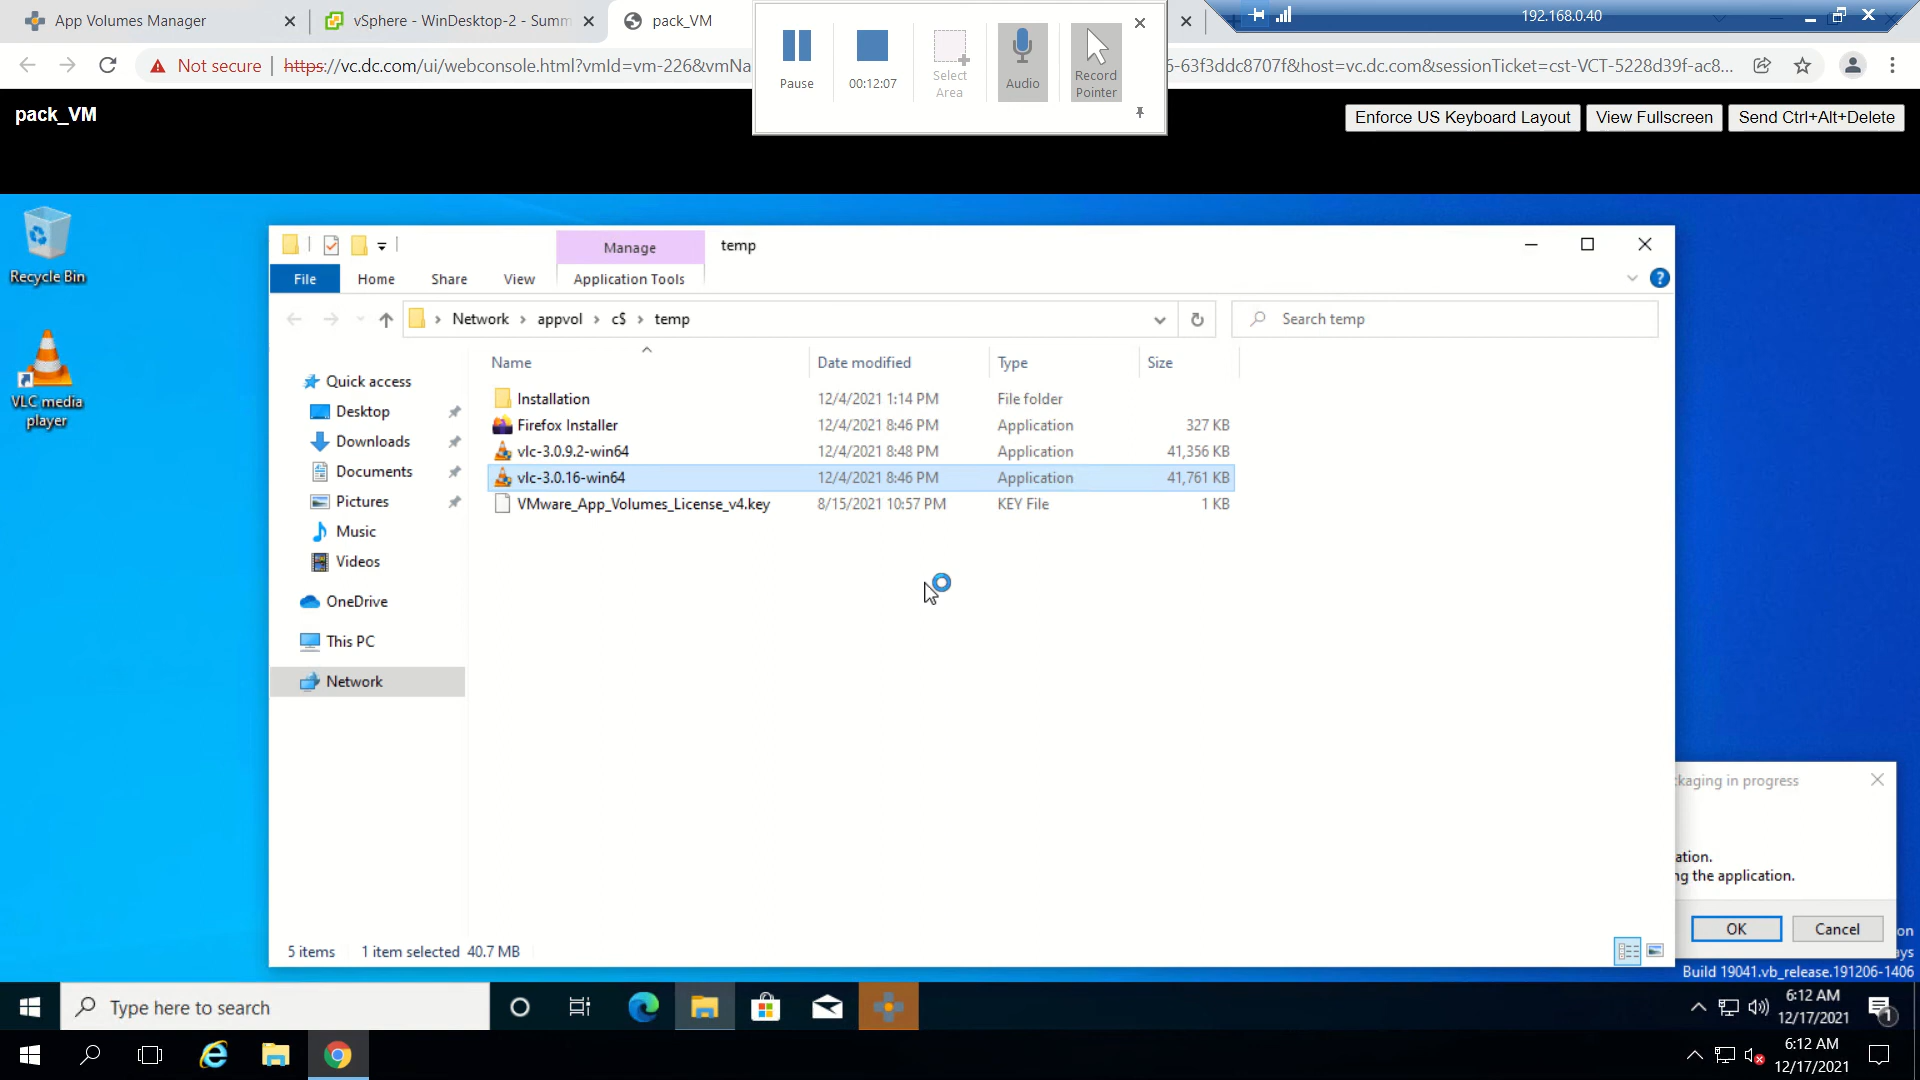 App Volumes Manager
vSphere - WinDesktop-2 - Summ
pack_VM
192.168.0.40
Not secure
https://vc.dc.com/ui/webconsole.html?vmId=vm-226&vmNa
6-63f3ddc8707f&host=vc.dc.com&sessionTicket=cst-VCT-5228d39f-ac8...
Pause
00:12:07
Select
Area
Audio
Record
Pointer
pack_VM
Enforce US Keyboard Layout
View Fullscreen
Send Ctrl+Alt+Delete
Recycle Bin
VLC media
player
Manage
temp
File
Home
Share
View
Application Tools
Network
appvol
c$
temp
Search temp
Name
Date modified
Type
Size
Quick access
Desktop
Downloads
Documents
Pictures
Music
Videos
OneDrive
This PC
Network
Installation 12/4/2021 1:14 PM File folder
Firefox Installer 12/4/2021 8:46 PM Application 327 KB
vlc-3.0.9.2-win64 12/4/2021 8:48 PM Application 41,356 KB
vlc-3.0.16-win64 12/4/2021 8:46 PM Application 41,761 KB
VMware_App_Volumes_License_v4.key 8/15/2021 10:57 PM KEY File 1 KB
5 items
1 item selected 40.7 MB
kaging in progress
ation.
ng the application.
OK
Cancel
on
ays
Build 19041.vb_release.191206-1406
Type here to search
6:12 AM
12/17/2021
1
6:12 AM
12/17/2021